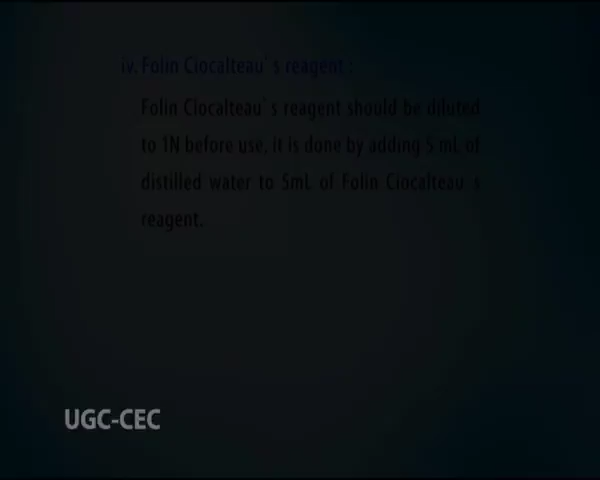 iv. Folin Ciocalteau`s reagent :
Folin Ciocalteau`s reagent should be diluted
to 1N before use, it is done by adding 5 mL of
distilled water to 5mL of Folin Ciocalteau`s
reagent.
UGC-CEC